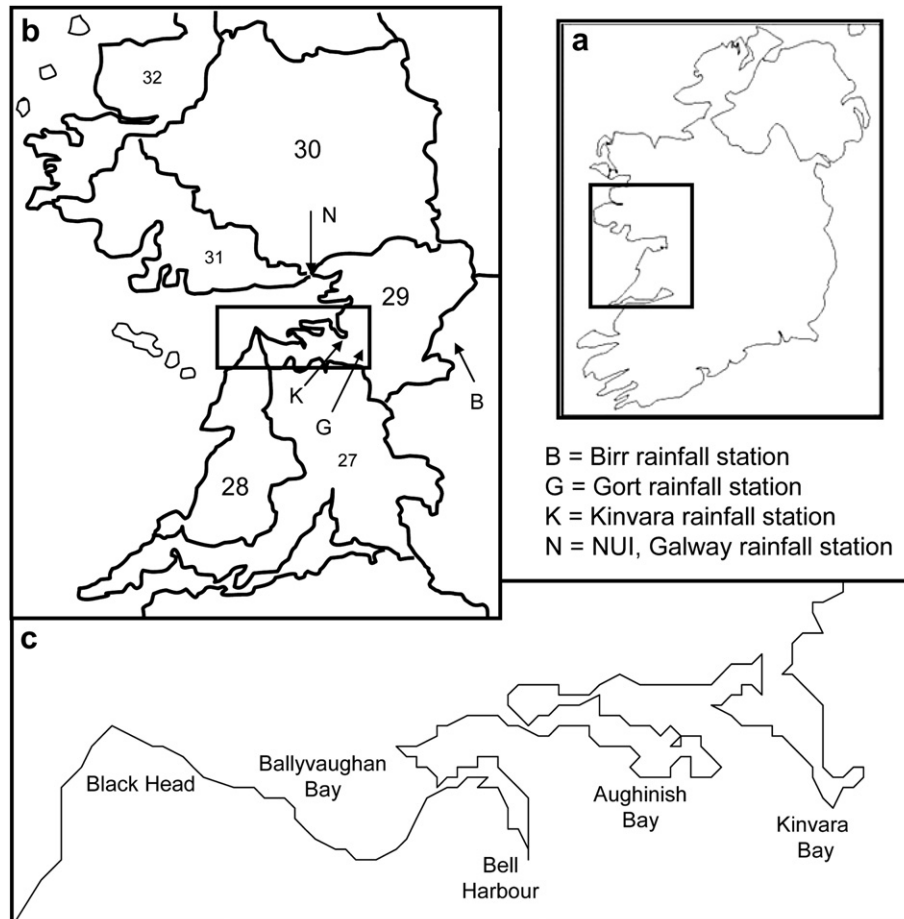 b
32
30
N
31
29
K
G
B
28
27
a
B = Birr rainfall station
G = Gort rainfall station
K = Kinvara rainfall station
N = NUI, Galway rainfall station
c
Black Head
Ballyvaughan
Bay
Bell
Harbour
Aughinish
Bay
Kinvara
Bay